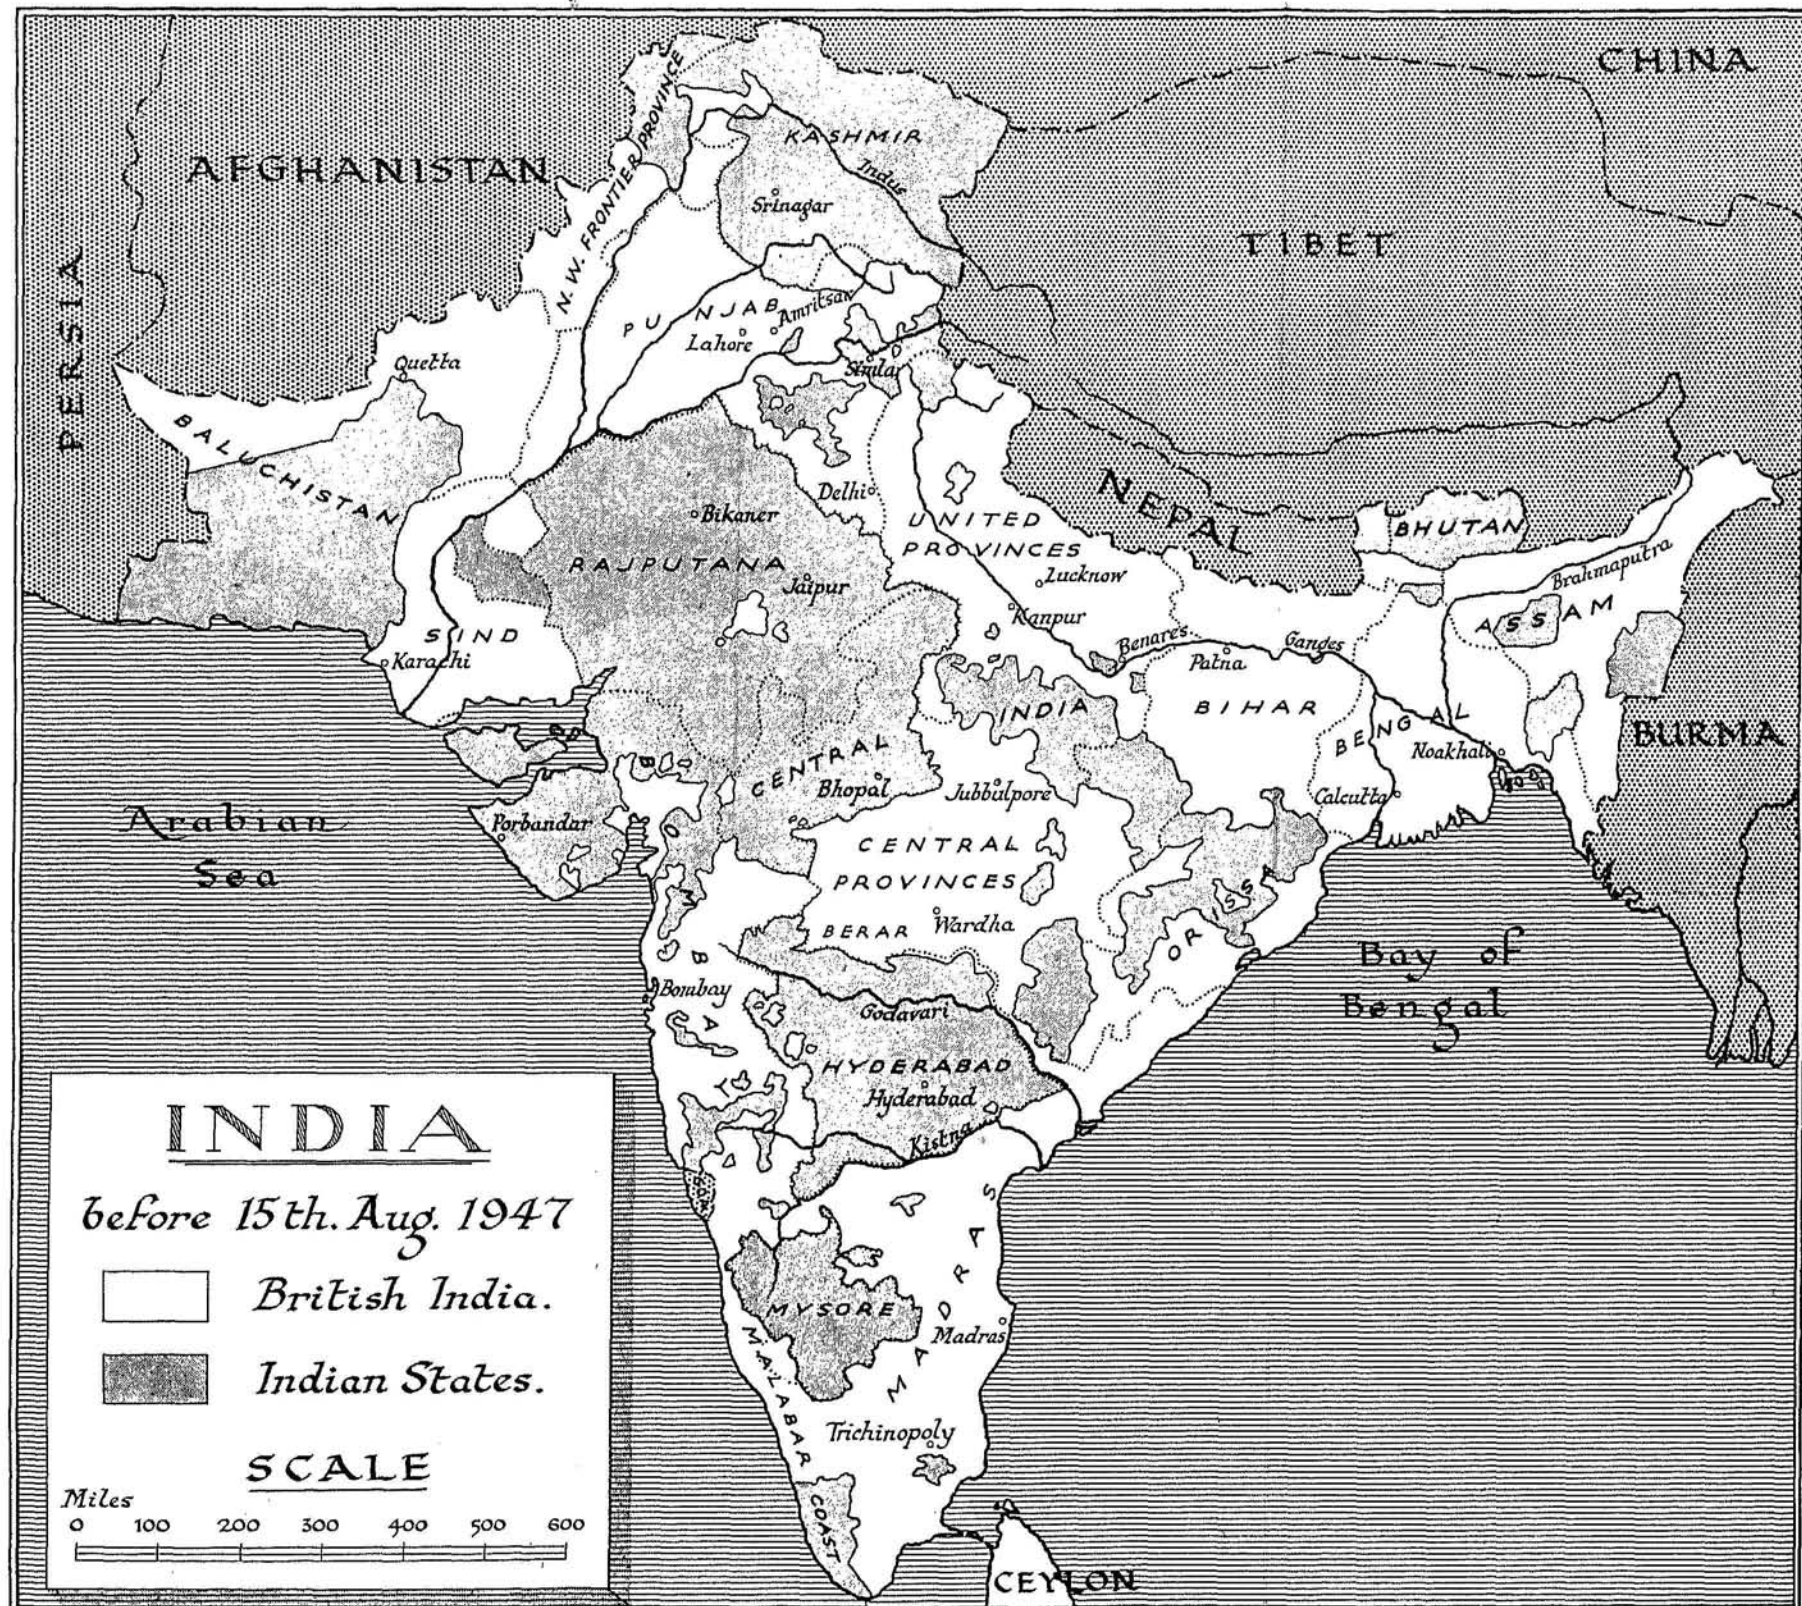 CHINA
AFGHANISTAN
N.W. FRONTIER PROVINCE
KASHMIR
Indus
Srinagar
TIBET
PERSIA
PUNJAB
Amritsar
Lahore
Simla
Quetta
BALUCHISTAN
Delhi
Bikaner
NEPAL
UNITED
PROVINCES
BHUTAN
RAJPUTANA
Jaipur
Lucknow
Brahmaputra
ASSAM
Kanpur
SIND
Karachi
Benares
Patna
Ganges
INDIA
BIHAR
BENGAL
Noakhali
BURMA
CENTRAL
Bhopal
Jubbulpore
Calcutta
Arabian
Sea
Porbandar
CENTRAL
PROVINCES
BERAR
Wardha
ORISSA
BOMBAY
Bombay
Bay of
Bengal
Godavari
HYDERABAD
Hyderabad
Kistna
GOA
MADRAS
MYSORE
Madras
MALABAR
COAST
Trichinopoly
CEYLON
INDIA
before 15th. Aug. 1947
British India.
Indian States.
SCALE
Miles
0 100 200 300 400 500 600